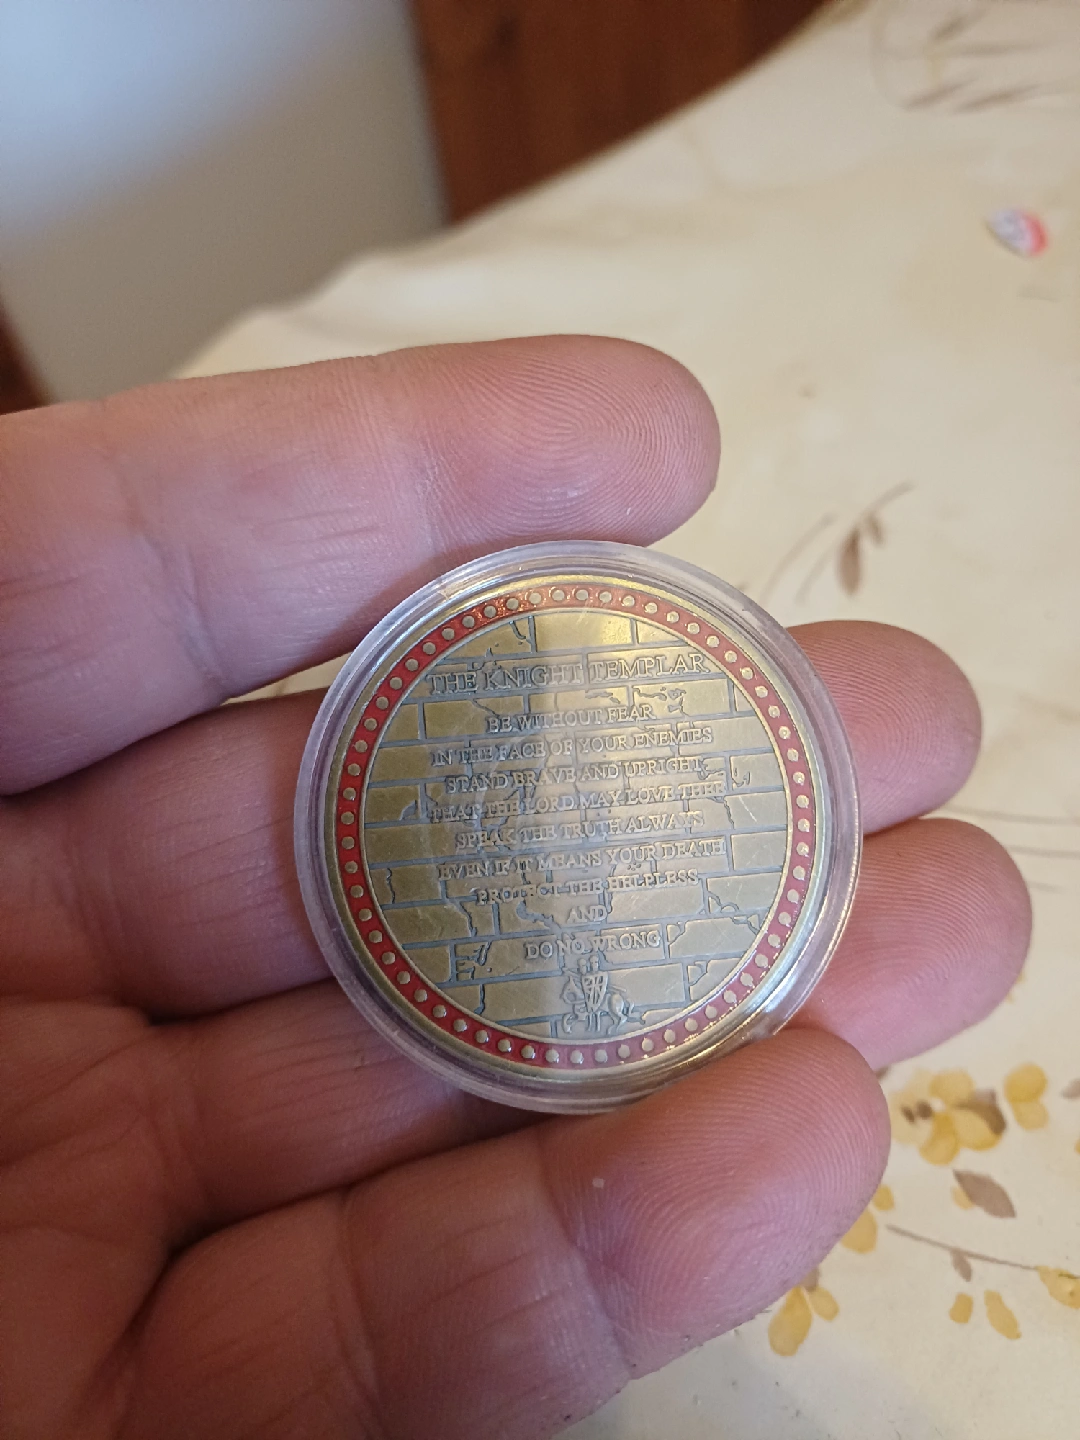 THE KNIGHT TEMPLAR
BE WITHOUT FEAR
IN THE FACE OF YOUR ENEMIES
STAND BRAVE AND UPRIGHT
THAT THE LORD MAY LOVE THEE
SPEAK THE TRUTH ALWAYS
EVEN IF IT MEANS YOUR DEATH
PROTECT THE HELPLESS
AND
DO NO WRONG